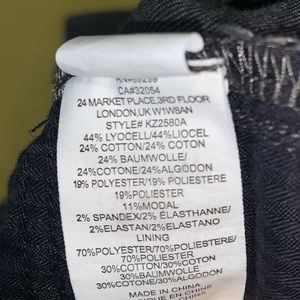 CA#32054
24 MARKET PLACE,3RD FLOOR
LONDON,UK W1W8AN
STYLE# KZ2580A
44% LYOCELL/44%LIOCEL
24% COTTON/24% COTON
24% BAUMWOLLE/
24%COTONE/24%ALGODON
19% POLYESTER/19%POLIESTERE
19% POLIESTER
11%MODAL
2% SPANDEX/2% ELASTHANNE/
2%ELASTAN/2% ELASTANO
LINING
70%POLYESTER/70%POLIESTERE/
70%POLIESTER
30%COTTON/30%COTON
30%BAUMWOLLE
30%COTONE/30%ALGODON
MADE IN CHINA
EN CHINE
CHINA